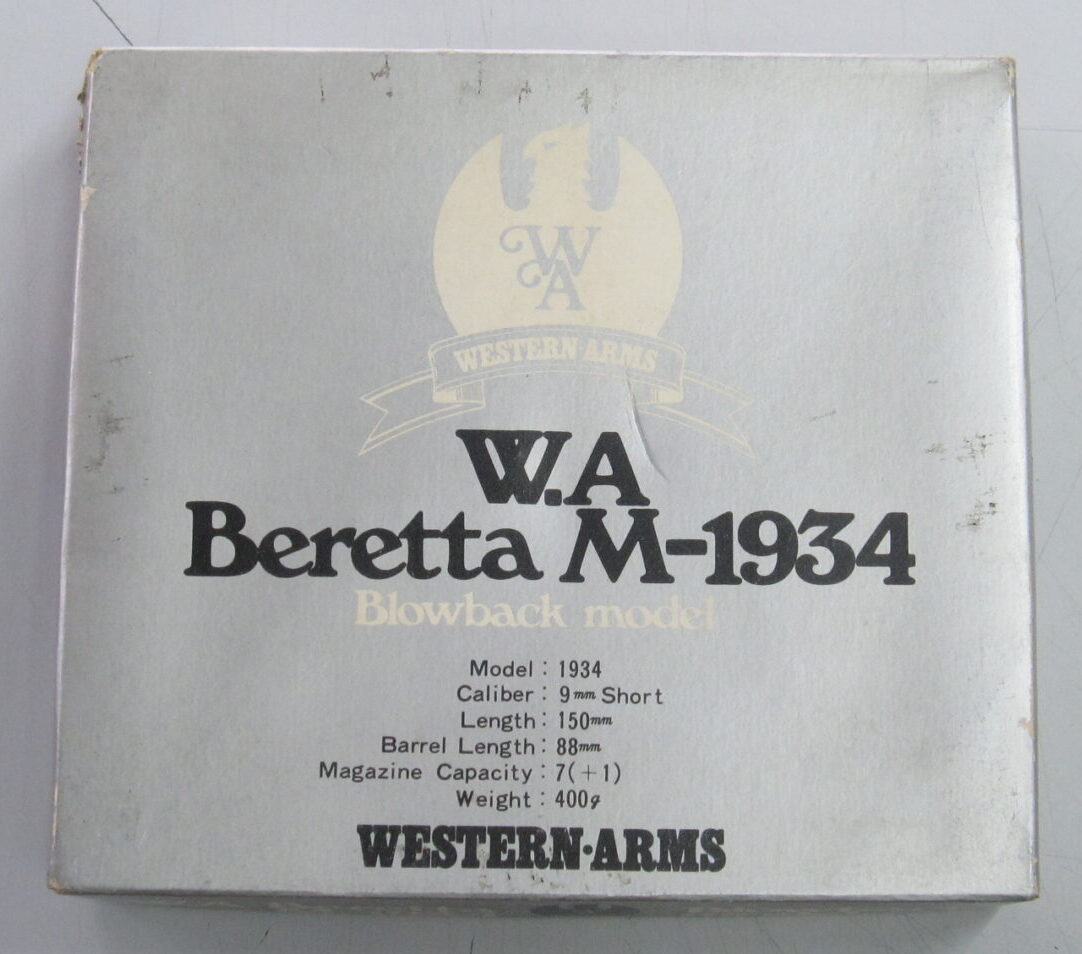 WA
WESTERN ARMS
W.A
Beretta M-1934
Blowback model
Model : 1934
Caliber : 9mm Short
Length : 150mm
Barrel Length : 88mm
Magazine Capacity : 7(+1)
Weight : 400g
WESTERN·ARMS